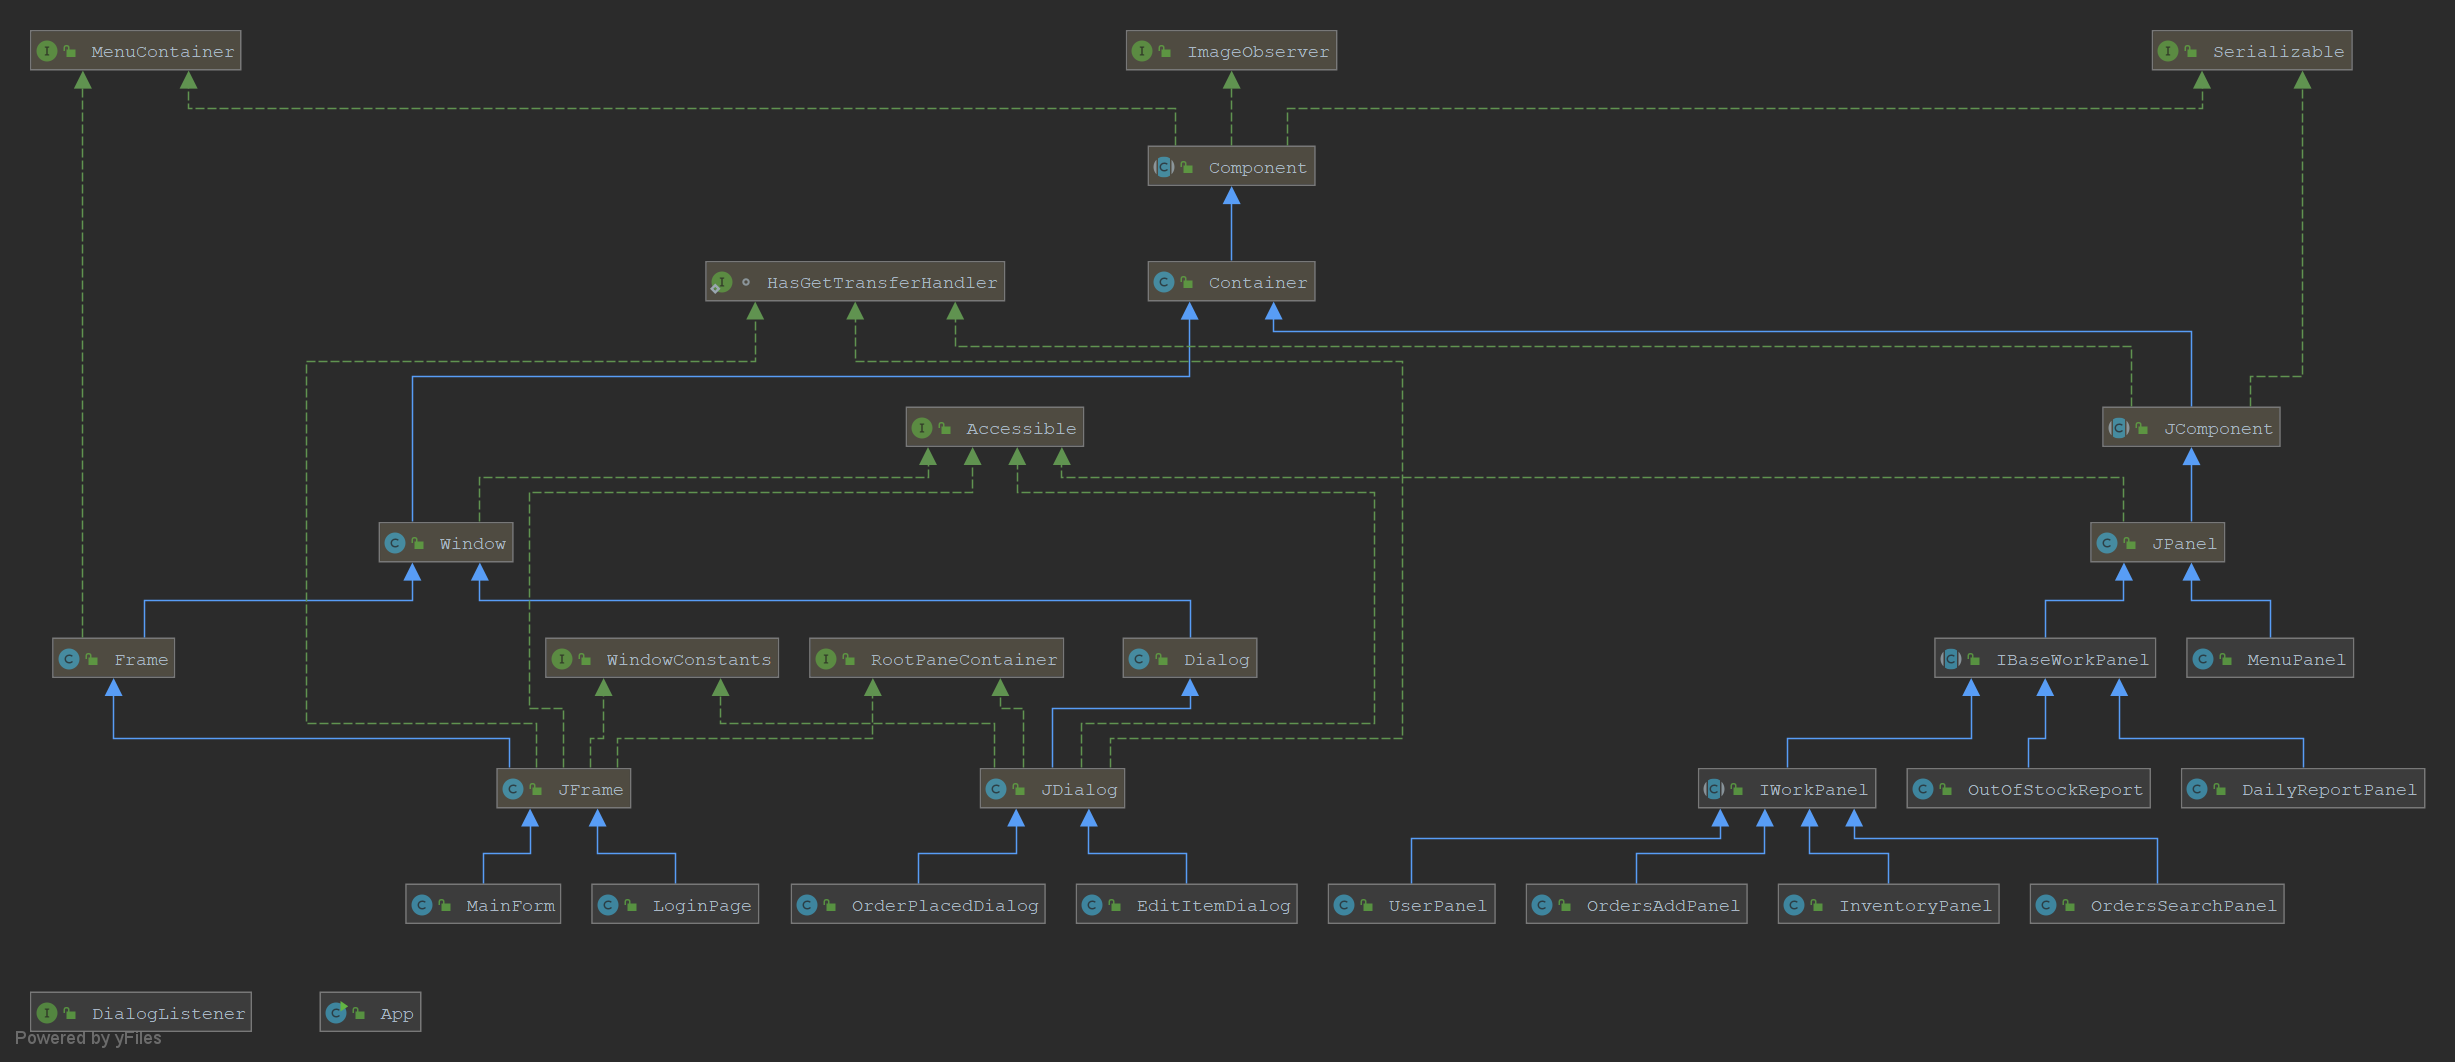 MenuContainer
ImageObserver
Serializable
Component
HasGetTransferHandler
Container
Accessible
JComponent
Window
JPanel
Frame
WindowConstants
RootPaneContainer
Dialog
IBaseWorkPanel
MenuPanel
JFrame
JDialog
IWorkPanel
OutOfStockReport
DailyReportPanel
MainForm
LoginPage
OrderPlacedDialog
EditItemDialog
UserPanel
OrdersAddPanel
InventoryPanel
OrdersSearchPanel
DialogListener
App
Powered by yFiles